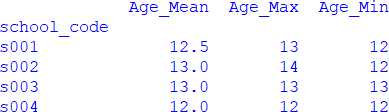 Age_Mean Age_Max Age_Min
school_code
s001 12.5 13 12
s002 13.0 14 12
s003 13.0 13 13
s004 12.0 12 12